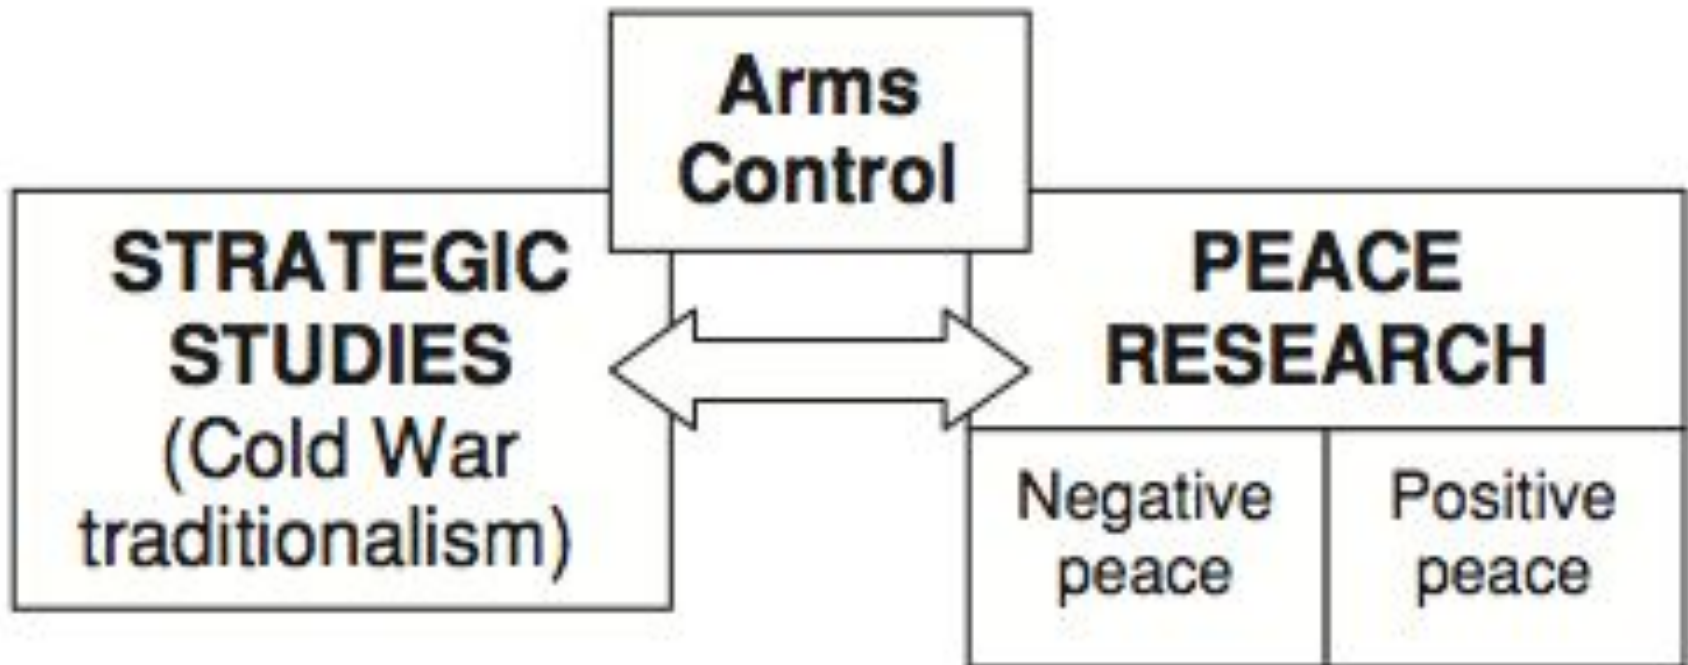 Arms
Control
STRATEGIC
STUDIES
(Cold War
traditionalism)
PEACE
RESEARCH
Negative
peace
Positive
peace